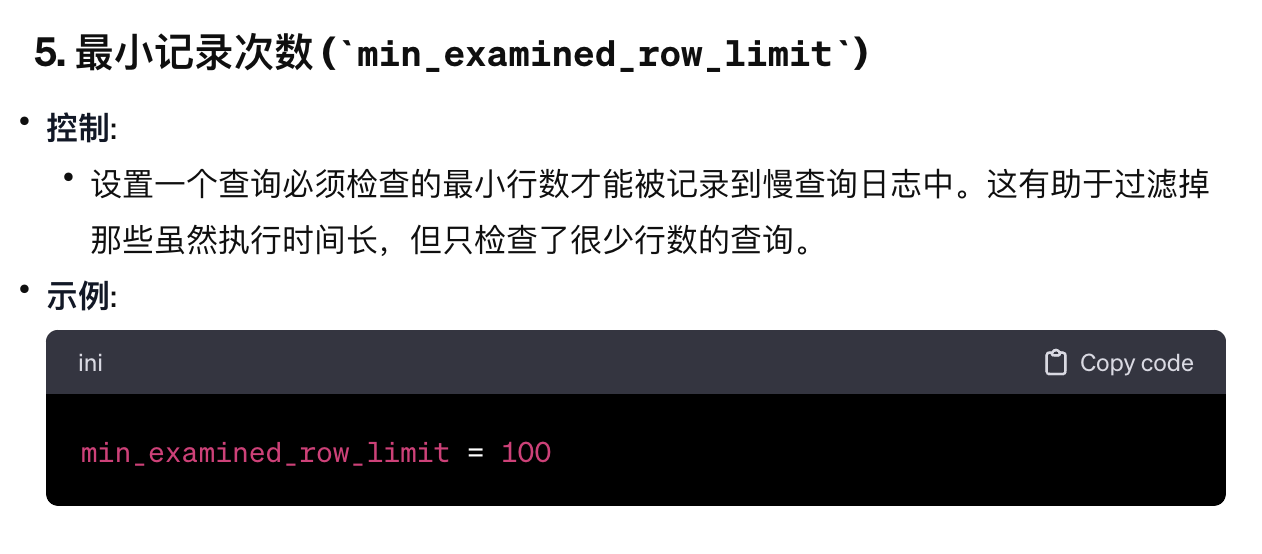 5. 最小记录次数 (`min_examined_row_limit`)
• 控制:
• 设置一个查询必须检查的最小行数才能被记录到慢查询日志中。这有助于过滤掉
那些虽然执行时间长，但只检查了很少行数的查询。
• 示例:
ini Copy code
min_examined_row_limit = 100